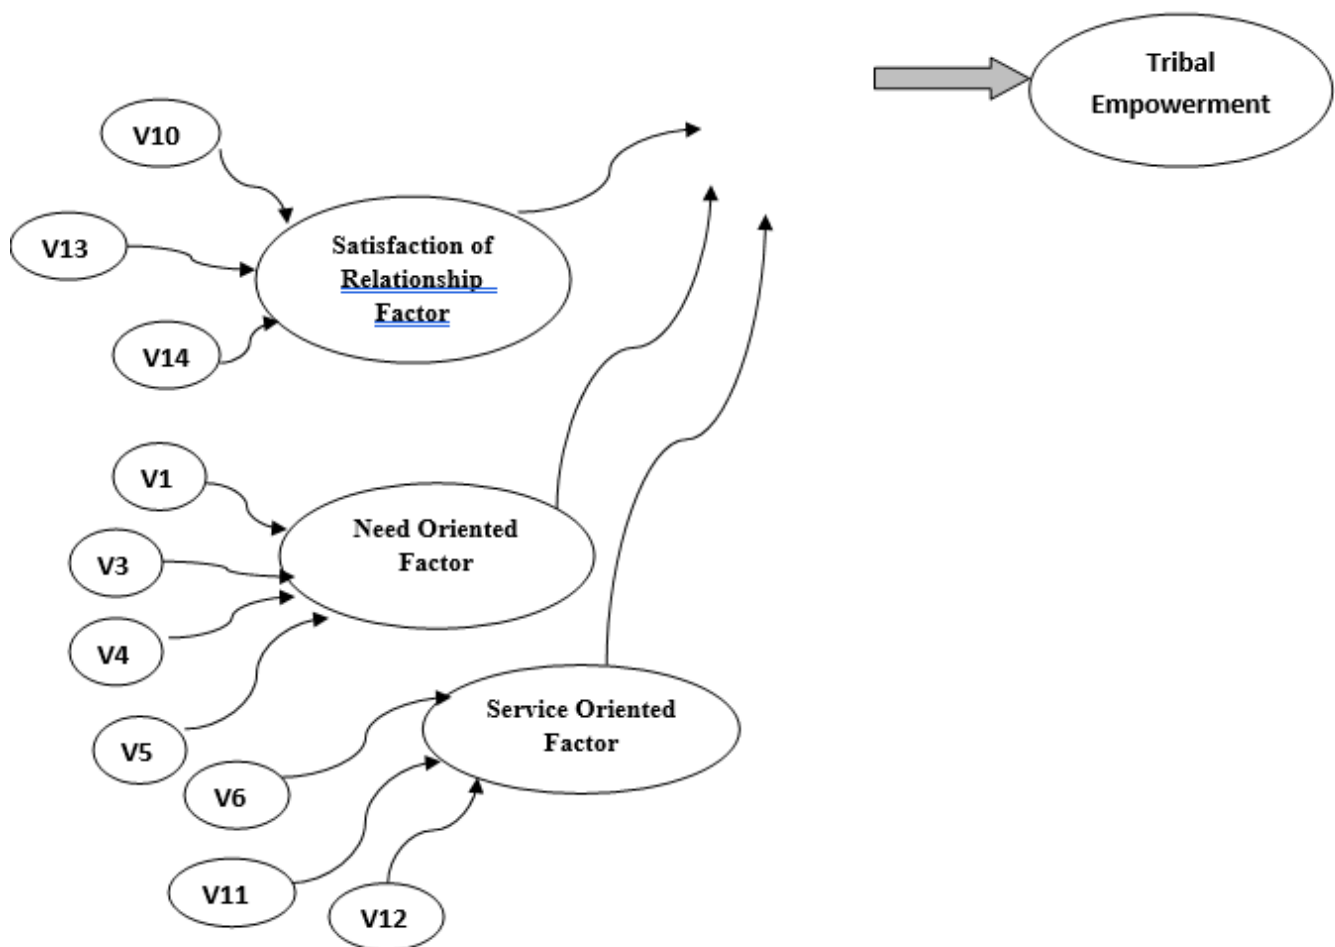 Tribal
Empowerment
V10
V13
Satisfaction of
Relationship
Factor
V14
V1
Need Oriented
Factor
V3
V4
V5
Service Oriented
Factor
V6
V11
V12